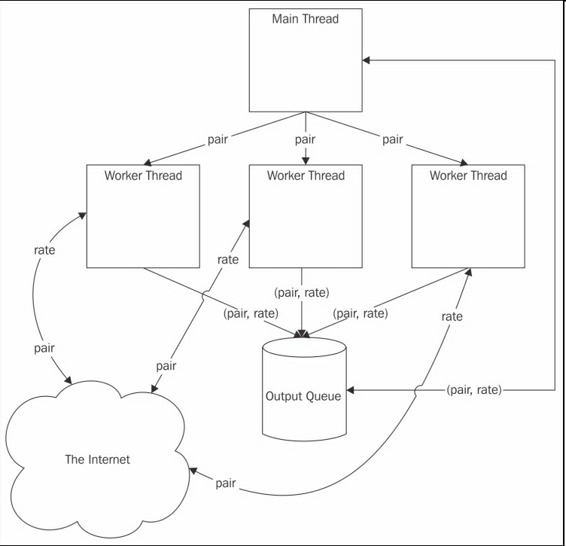 Main Thread
pair
pair
pair
Worker Thread
Worker Thread
Worker Thread
rate
rate
(pair, rate)
(pair, rate)
(pair, rate)
rate
pair
pair
Output Queue
(pair, rate)
The Internet
pair